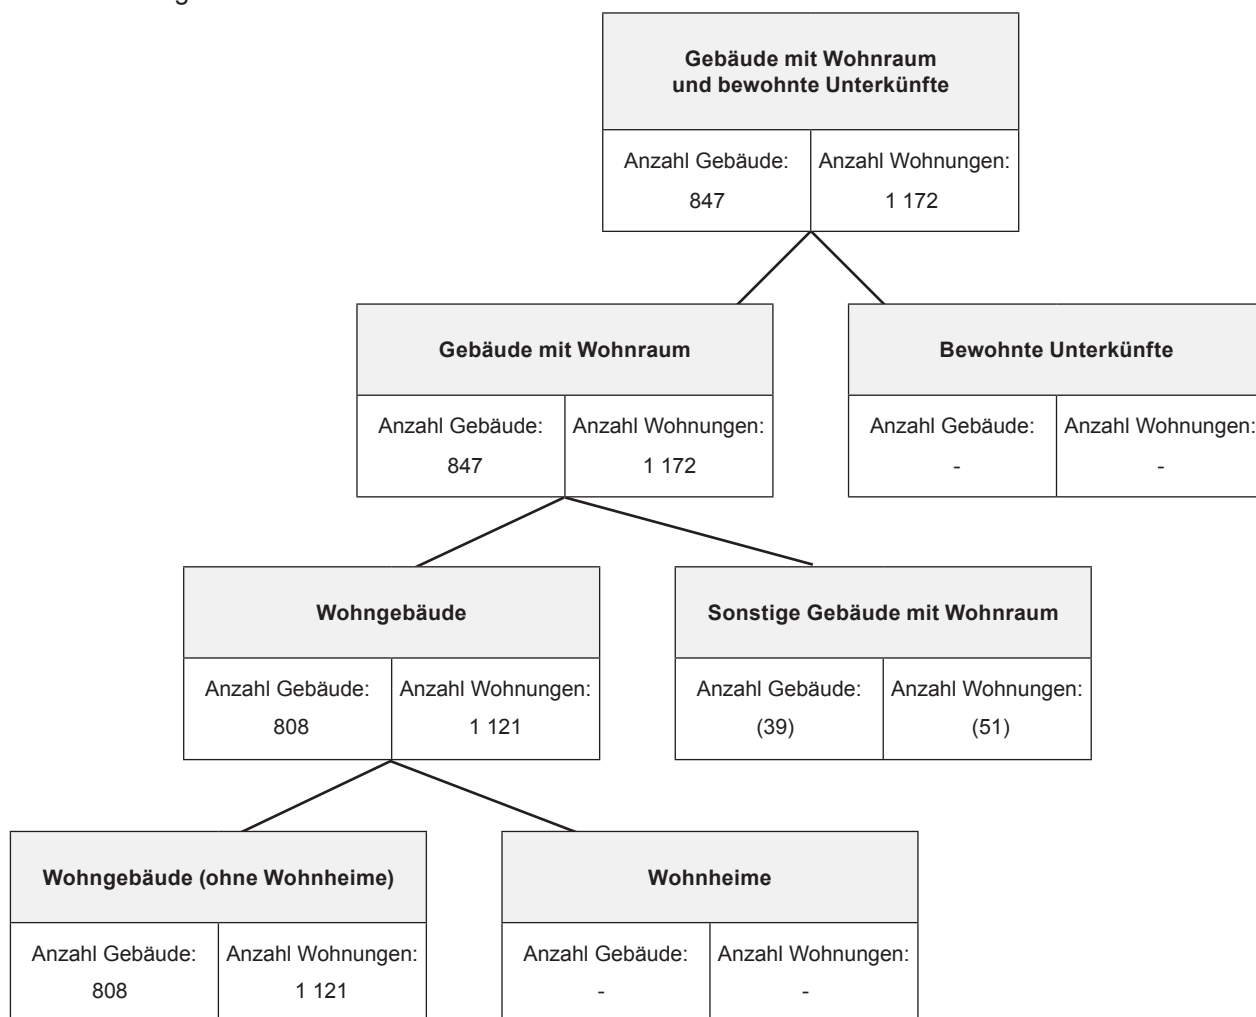 Gebäude mit Wohnraum
und bewohnte Unterkünfte
Anzahl Gebäude:
847
Anzahl Wohnungen:
1 172
Gebäude mit Wohnraum
Anzahl Gebäude:
847
Anzahl Wohnungen:
1 172
Bewohnte Unterkünfte
Anzahl Gebäude:
-
Anzahl Wohnungen:
-
Wohngebäude
Anzahl Gebäude:
808
Anzahl Wohnungen:
1 121
Sonstige Gebäude mit Wohnraum
Anzahl Gebäude:
(39)
Anzahl Wohnungen:
(51)
Wohngebäude (ohne Wohnheime)
Anzahl Gebäude:
808
Anzahl Wohnungen:
1 121
Wohnheime
Anzahl Gebäude:
-
Anzahl Wohnungen:
-